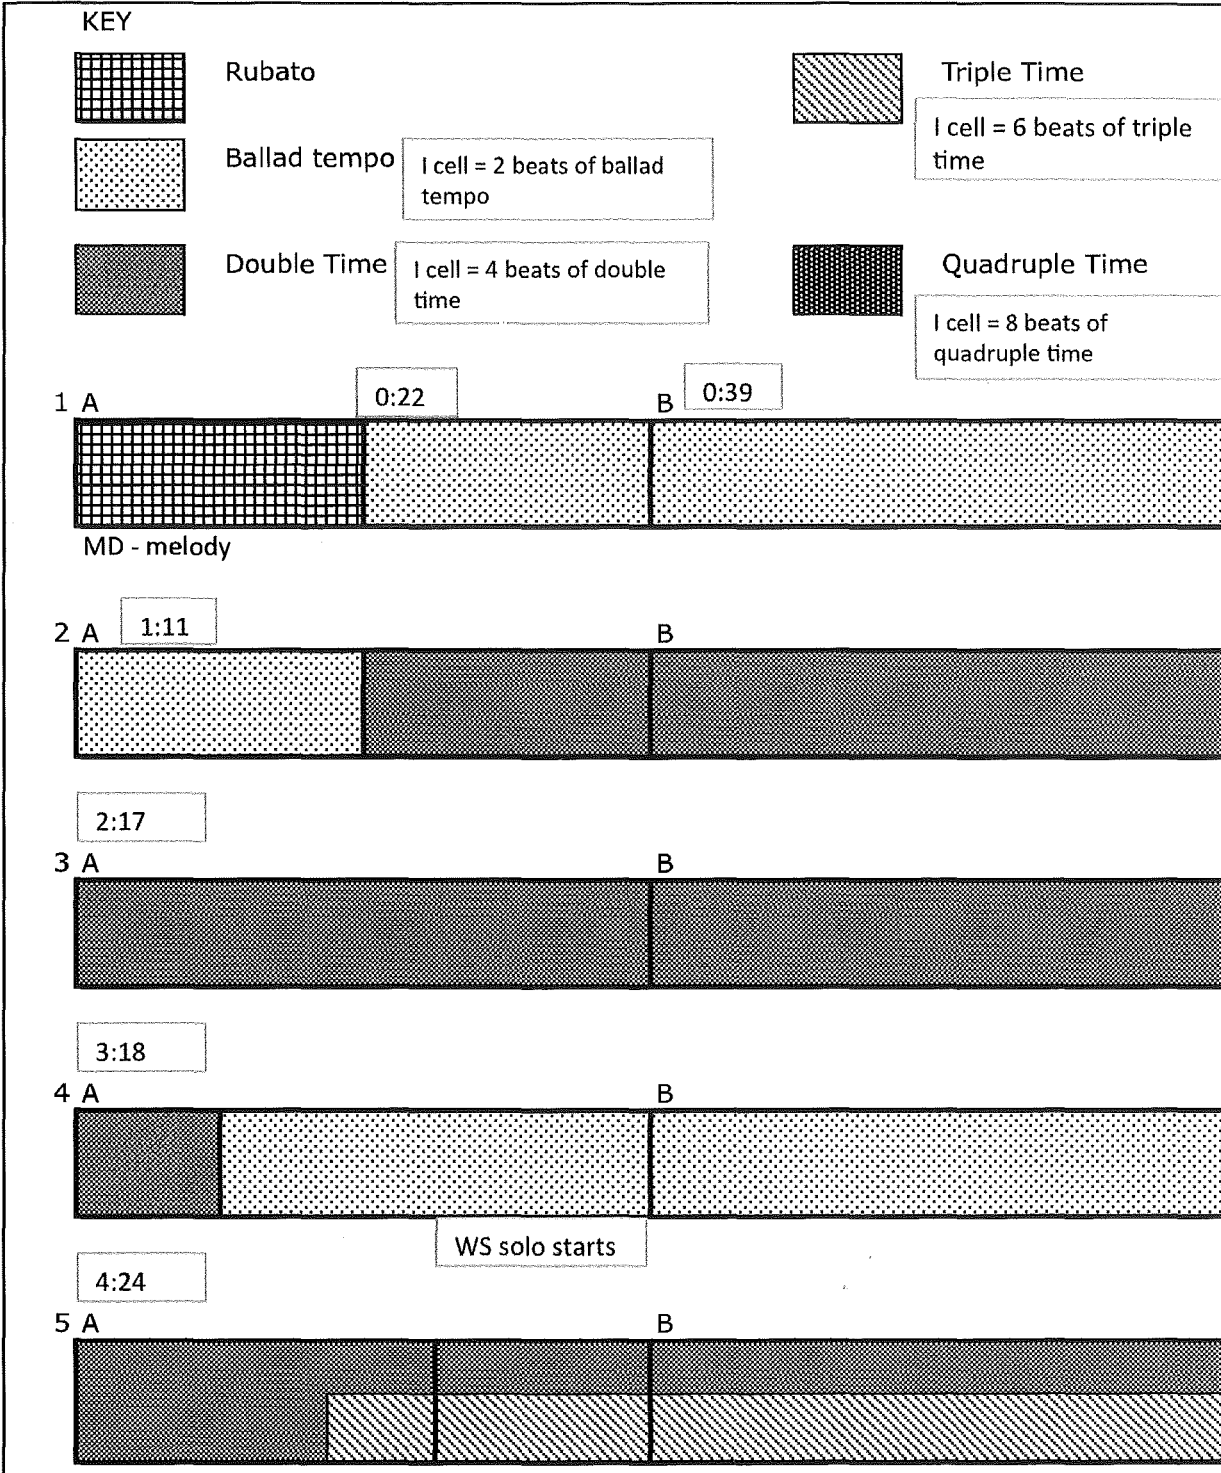 KEY
Rubato
Triple Time
I cell = 6 beats of triple
time
Ballad tempo
I cell = 2 beats of ballad
tempo
Double Time
I cell = 4 beats of double
time
Quadruple Time
I cell = 8 beats of
quadruple time
1 A 0:22 B 0:39
MD - melody
2 A 1:11 B
2:17
3 A B
3:18
4 A B
WS solo starts
4:24
5 A B